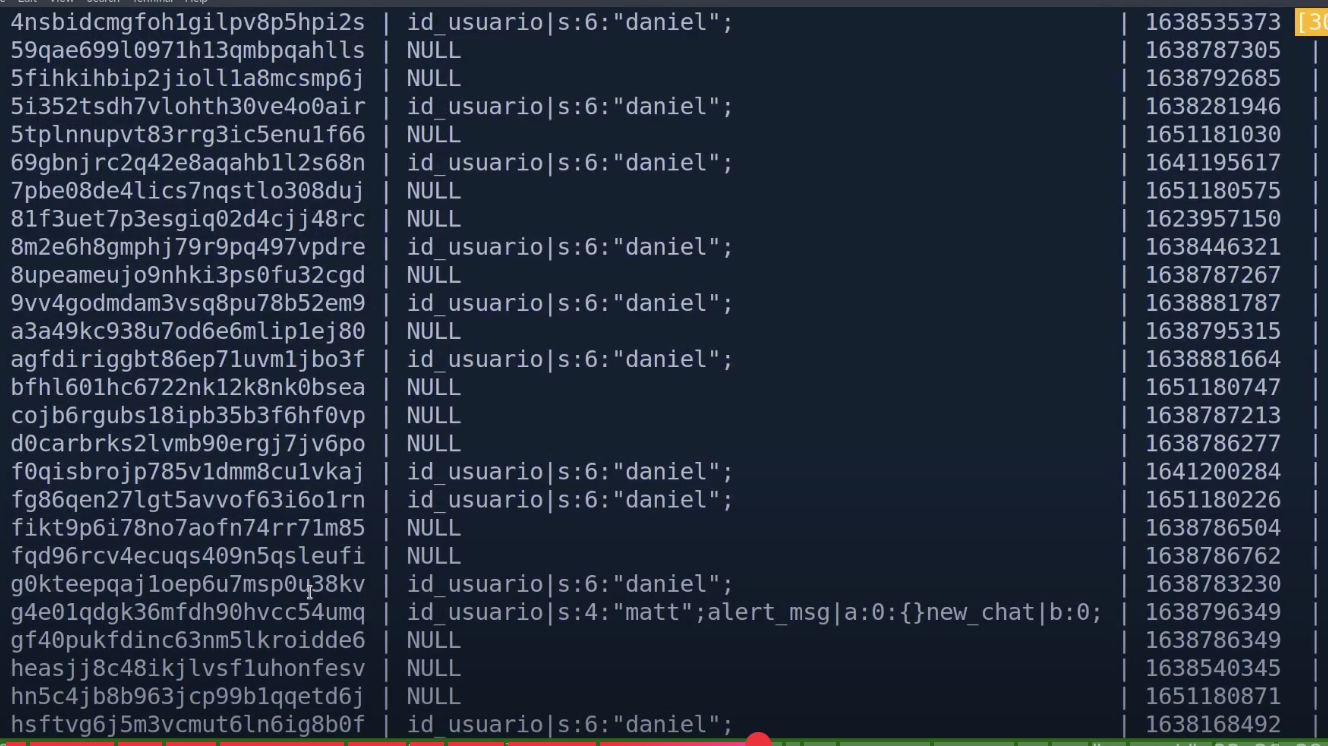 4nsbidcmgfoh1gilpv8p5hpi2s | id_usuario|s:6:"daniel"; | 1638535373 [30
59qae699l0971h13qmbpqahlls | NULL | 1638787305 |
5fihkihbip2jioll1a8mcsmp6j | NULL | 1638792685 |
5i352tsdh7vlohth30ve4o0air | id_usuario|s:6:"daniel"; | 1638281946 |
5tplnnupvt83rrg3ic5enu1f66 | NULL | 1651181030 |
69gbnjrc2q42e8aqahb1l2s68n | id_usuario|s:6:"daniel"; | 1641195617 |
7pbe08de4lics7nqstlo308duj | NULL | 1651180575 |
81f3uet7p3esgiq02d4cjj48rc | NULL | 1623957150 |
8m2e6h8gmphj79r9pq497vpdre | id_usuario|s:6:"daniel"; | 1638446321 |
8upeameujo9nhki3ps0fu32cgd | NULL | 1638787267 |
9vv4godmdam3vsq8pu78b52em9 | id_usuario|s:6:"daniel"; | 1638881787 |
a3a49kc938u7od6e6mlip1ej80 | NULL | 1638795315 |
agfdiriggbt86ep71uvm1jbo3f | id_usuario|s:6:"daniel"; | 1638881664 |
bfhl601hc6722nk12k8nk0bsea | NULL | 1651180747 |
cojb6rgubs18ipb35b3f6hf0vp | NULL | 1638787213 |
d0carbrks2lvmb90ergj7jv6po | NULL | 1638786277 |
f0qisbrojp785v1dmm8cu1vkaj | id_usuario|s:6:"daniel"; | 1641200284 |
fg86qen27lgt5avvof63i6o1rn | id_usuario|s:6:"daniel"; | 1651180226 |
fikt9p6i78no7aofn74rr71m85 | NULL | 1638786504 |
fqd96rcv4ecuqs409n5qsleufi | NULL | 1638786762 |
g0kteepqaj1oep6u7msp0u38kv | id_usuario|s:6:"daniel"; | 1638783230 |
g4e01qdgk36mfdh90hvcc54umq | id_usuario|s:4:"matt";alert_msg|a:0:{}new_chat|b:0; | 1638796349 |
gf40pukfdinc63nm5lkroidde6 | NULL | 1638786349 |
heasjj8c48ikjlvsf1uhonfesv | NULL | 1638540345 |
hn5c4jb8b963jcp99b1qqetd6j | NULL | 1651180871 |
hsftvg6j5m3vcmut6ln6ig8b0f | id_usuario|s:6:"daniel"; | 1638168492 |